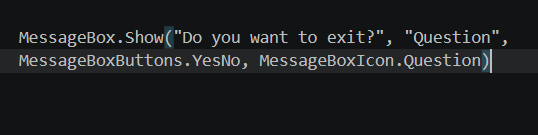 MessageBox.Show("Do you want to exit?", "Question",
MessageBoxButtons.YesNo, MessageBoxIcon.Question)